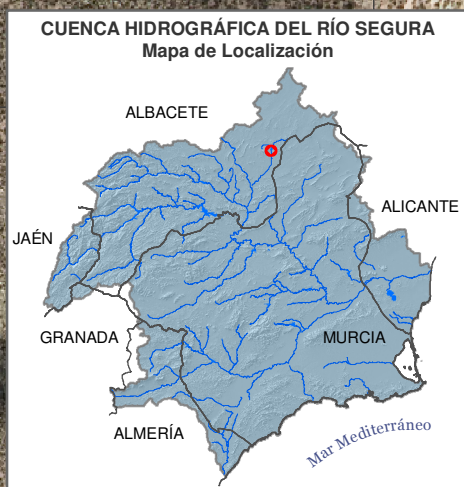 CUENCA HIDROGRÁFICA DEL RÍO SEGURA
Mapa de Localización
ALBACETE
ALICANTE
JAÉN
GRANADA
MURCIA
ALMERÍA
Mar Mediterráneo